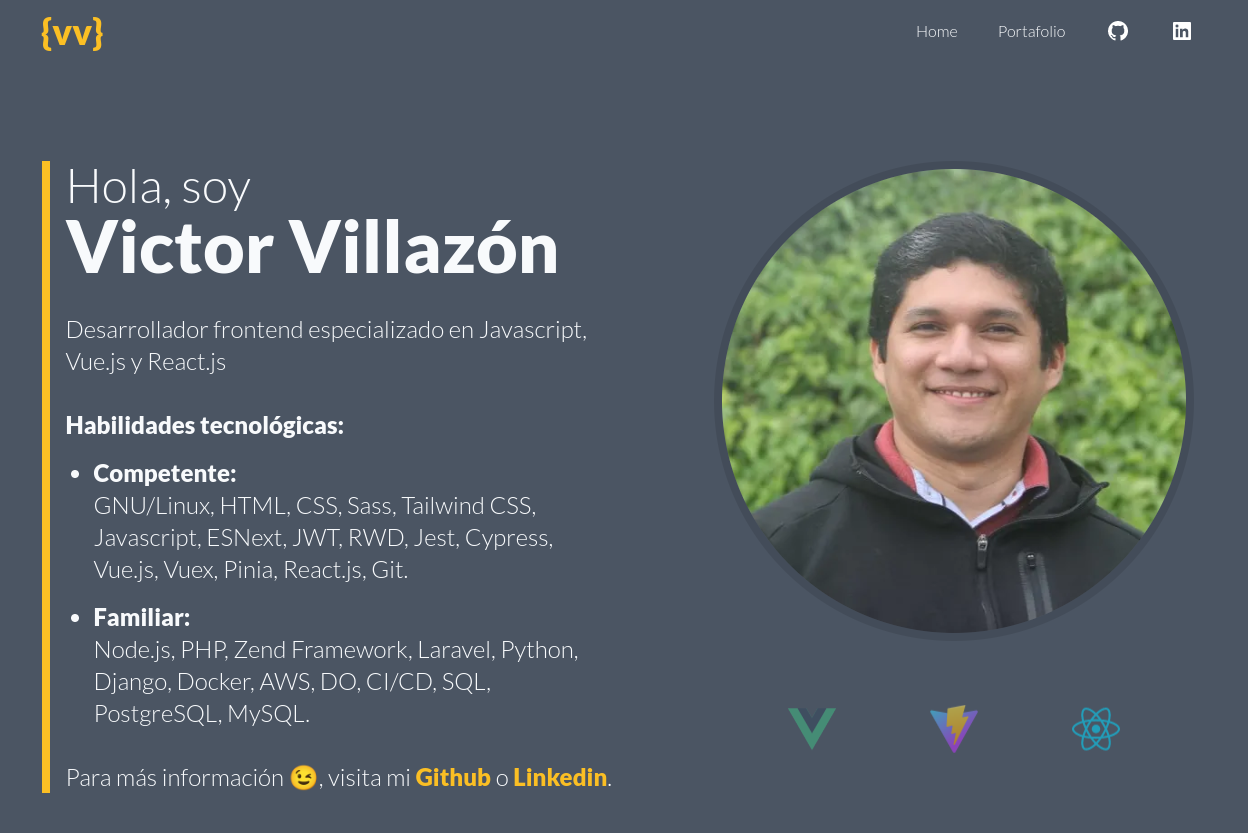 {vv}
Home
Portafolio
Hola, soy
Victor Villazón
Desarrollador frontend especializado en Javascript,
Vue.js y React.js
Habilidades tecnológicas:
Competente:
GNU/Linux, HTML, CSS, Sass, Tailwind CSS,
Javascript, ESNext, JWT, RWD, Jest, Cypress,
Vue.js, Vuex, Pinia, React.js, Git.
Familiar:
Node.js, PHP, Zend Framework, Laravel, Python,
Django, Docker, AWS, DO, CI/CD, SQL,
PostgreSQL, MySQL.
Para más información 😉, visita mi Github o Linkedin.